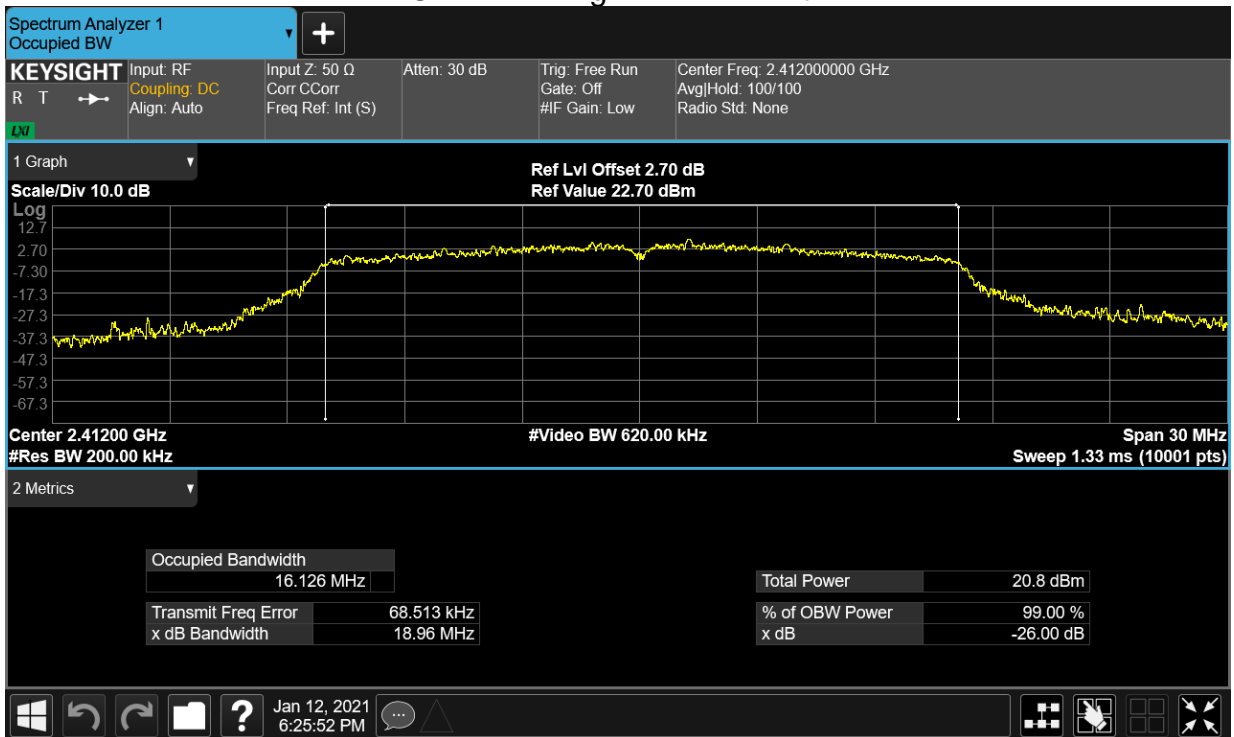 Spectrum Analyzer 1
Occupied BW
KEYSIGHT
R T
LXI
Input: RF
Coupling: DC
Align: Auto
Input Z: 50 Ω
Corr CCorr
Freq Ref: Int (S)
Atten: 30 dB
Trig: Free Run
Gate: Off
#IF Gain: Low
Center Freq: 2.412000000 GHz
Avg|Hold: 100/100
Radio Std: None
1 Graph
Scale/Div 10.0 dB
Ref Lvl Offset 2.70 dB
Ref Value 22.70 dBm
Log
12.7
2.70
-7.30
-17.3
-27.3
-37.3
-47.3
-57.3
-67.3
Center 2.41200 GHz
#Res BW 200.00 kHz
#Video BW 620.00 kHz
Span 30 MHz
Sweep 1.33 ms (10001 pts)
2 Metrics
Occupied Bandwidth
16.126 MHz
Transmit Freq Error 68.513 kHz
x dB Bandwidth 18.96 MHz
Total Power 20.8 dBm
% of OBW Power 99.00 %
x dB -26.00 dB
?
Jan 12, 2021
6:25:52 PM